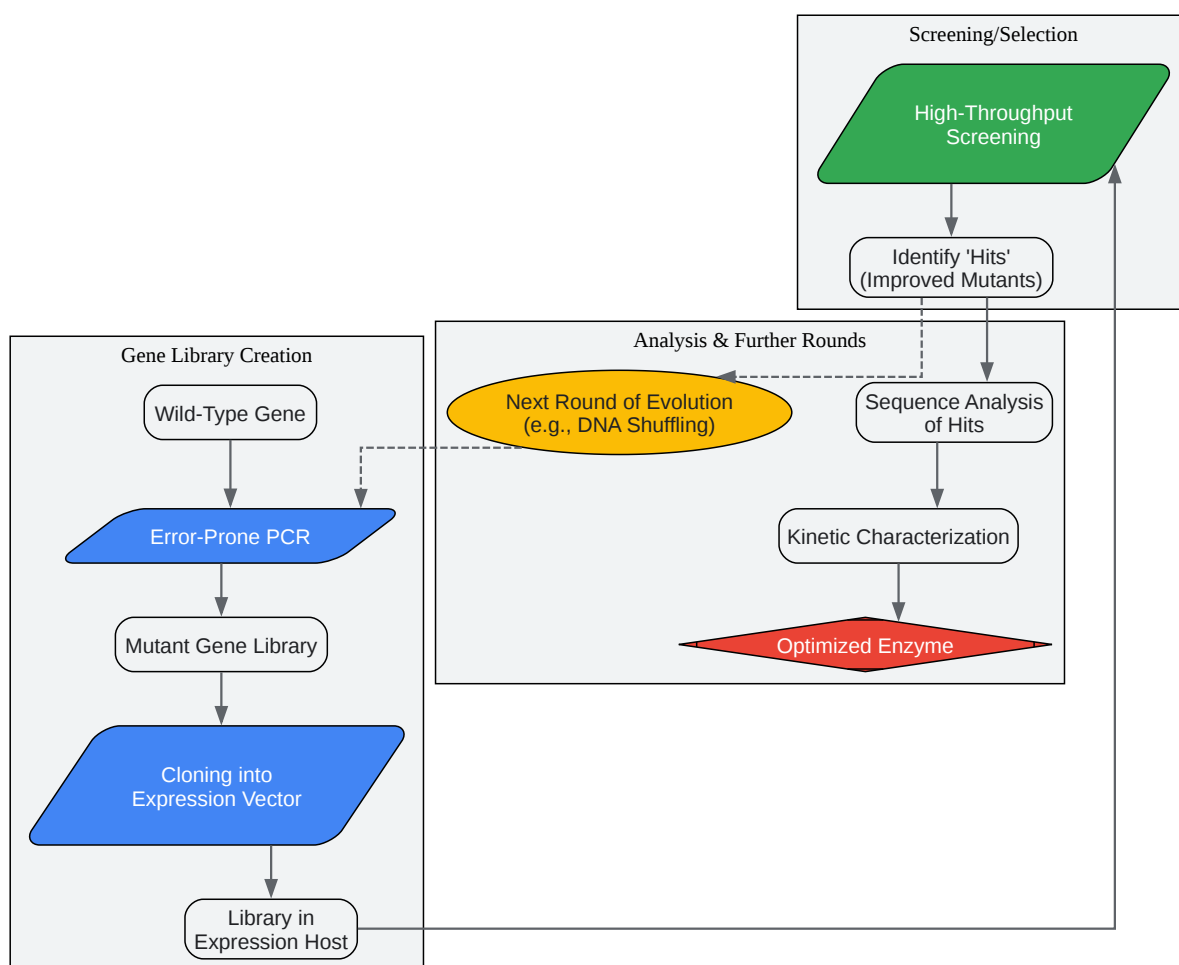 Screening/Selection
High-Throughput
Screening
Identify 'Hits'
(Improved Mutants)
Analysis & Further Rounds
Next Round of Evolution
(e.g., DNA Shuffling)
Sequence Analysis
of Hits
Kinetic Characterization
Optimized Enzyme
Gene Library Creation
Wild-Type Gene
Error-Prone PCR
Mutant Gene Library
Cloning into
Expression Vector
Library in
Expression Host